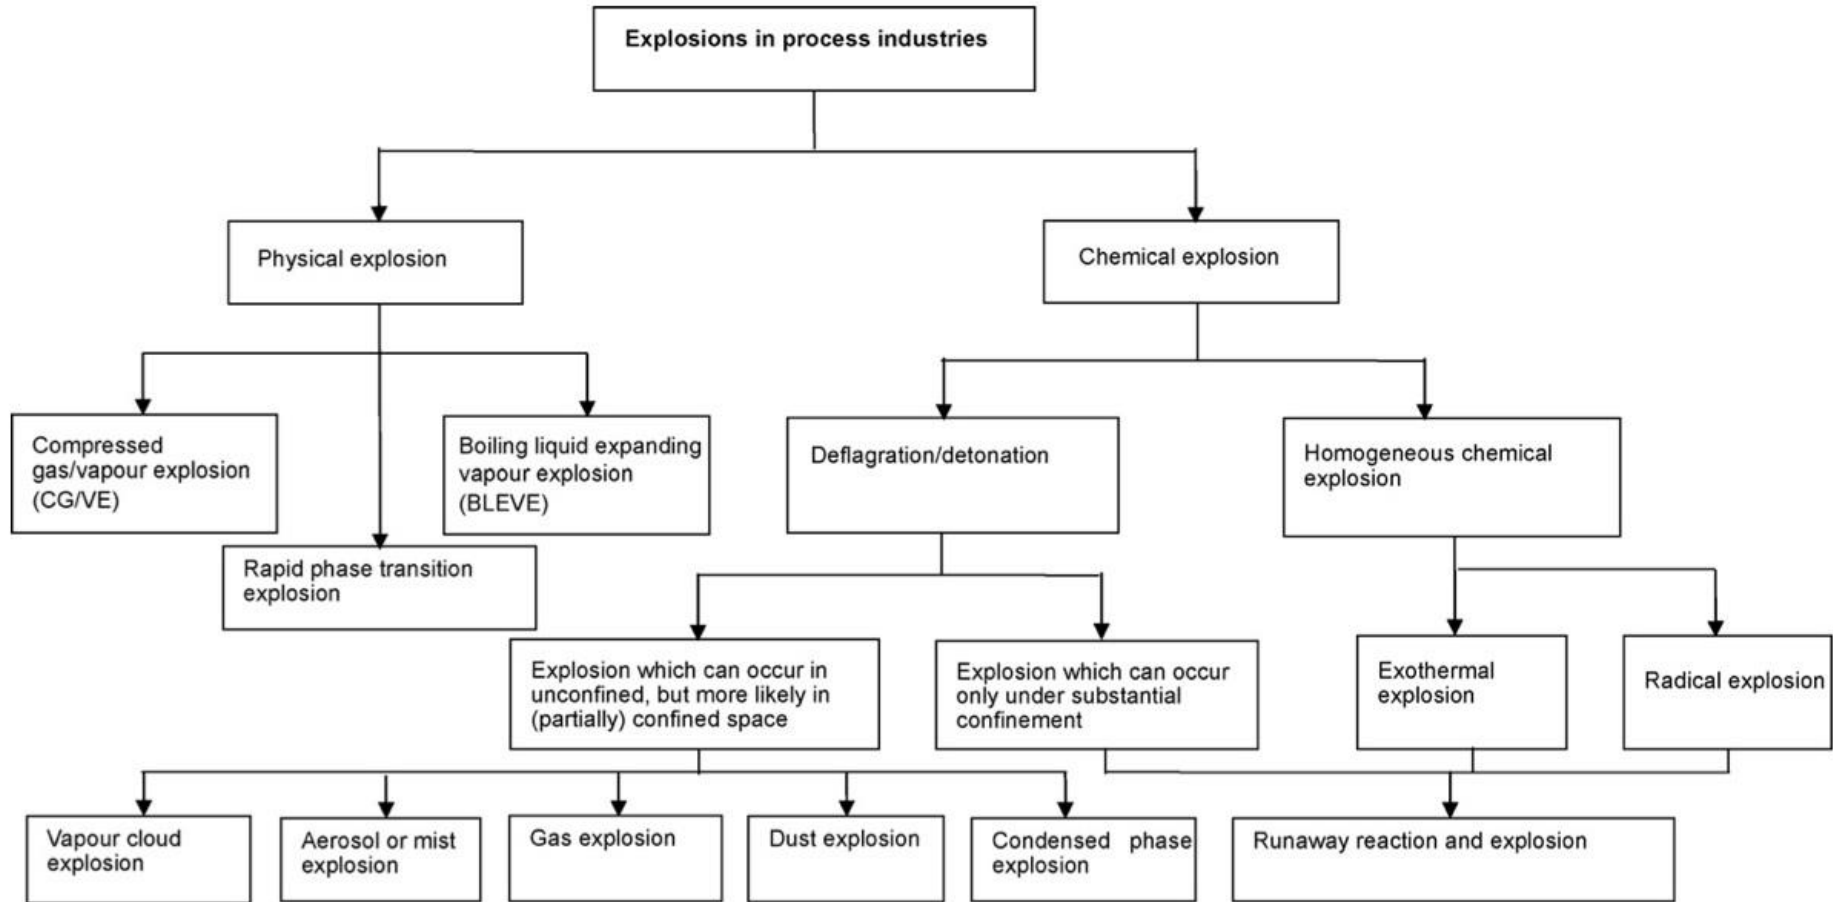 Explosions in process industries
Physical explosion
Chemical explosion
Compressed
gas/vapour explosion
(CG/VE)
Boiling liquid expanding
vapour explosion
(BLEVE)
Deflagration/detonation
Homogeneous chemical
explosion
Rapid phase transition
explosion
Explosion which can occur in
unconfined, but more likely in
(partially) confined space
Explosion which can occur
only under substantial
confinement
Exothermal
explosion
Radical explosion
Vapour cloud
explosion
Aerosol or mist
explosion
Gas explosion
Dust explosion
Condensed phase
explosion
Runaway reaction and explosion